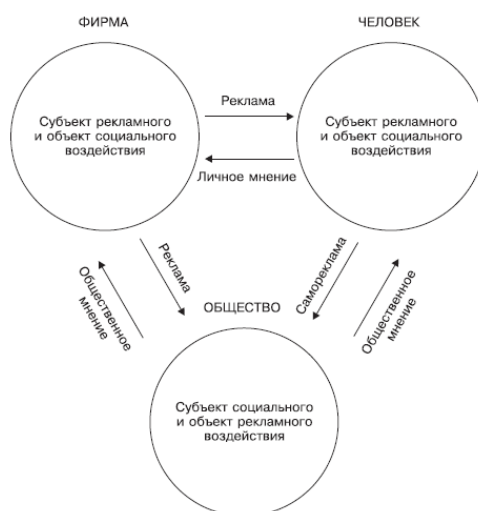 ФИРМА
ЧЕЛОВЕК
Субъект рекламного
и объект социального
воздействия
Реклама
Личное мнение
Субъект рекламного
и объект социального
воздействия
Общественное
мнение
Реклама
Самореклама
Общественное
мнение
ОБЩЕСТВО
Субъект социального
и объект рекламного
воздействия